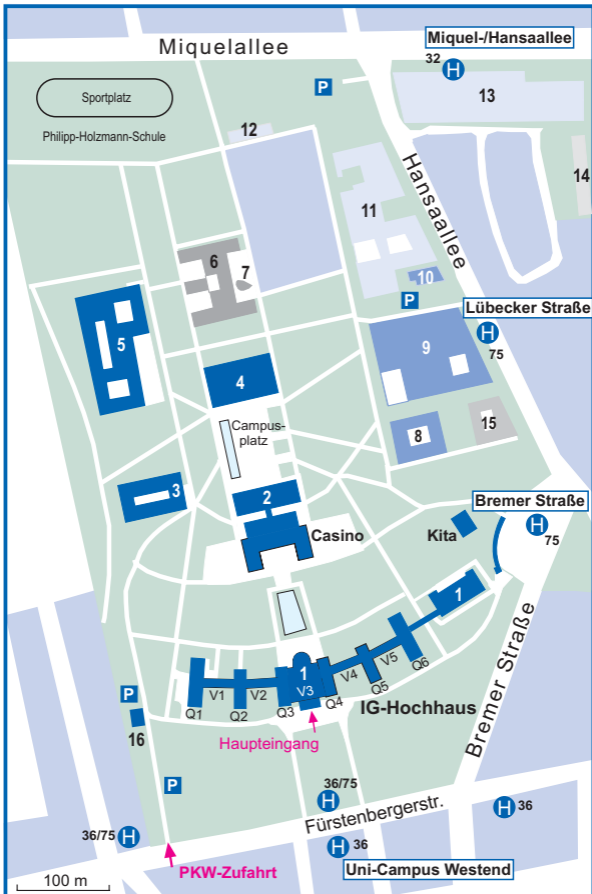 Miquelallee
Miquel-/Hansaallee
32
H
P
13
Sportplatz
Philipp-Holzmann-Schule
12
Hansaallee
14
11
6
7
10
P
Lübecker Straße
H
75
5
9
4
Campus-
platz
8
15
3
2
Bremer Straße
H
75
Casino
Kita
1
Bremer Straße
1
V1
V2
V3
V4
V5
Q1
Q2
Q3
Q4
Q5
Q6
IG-Hochhaus
P
16
Haupteingang
P
36/75
H
Fürstenbergerstr.
H
36
36/75
H
H
36
Uni-Campus Westend
PKW-Zufahrt
100 m